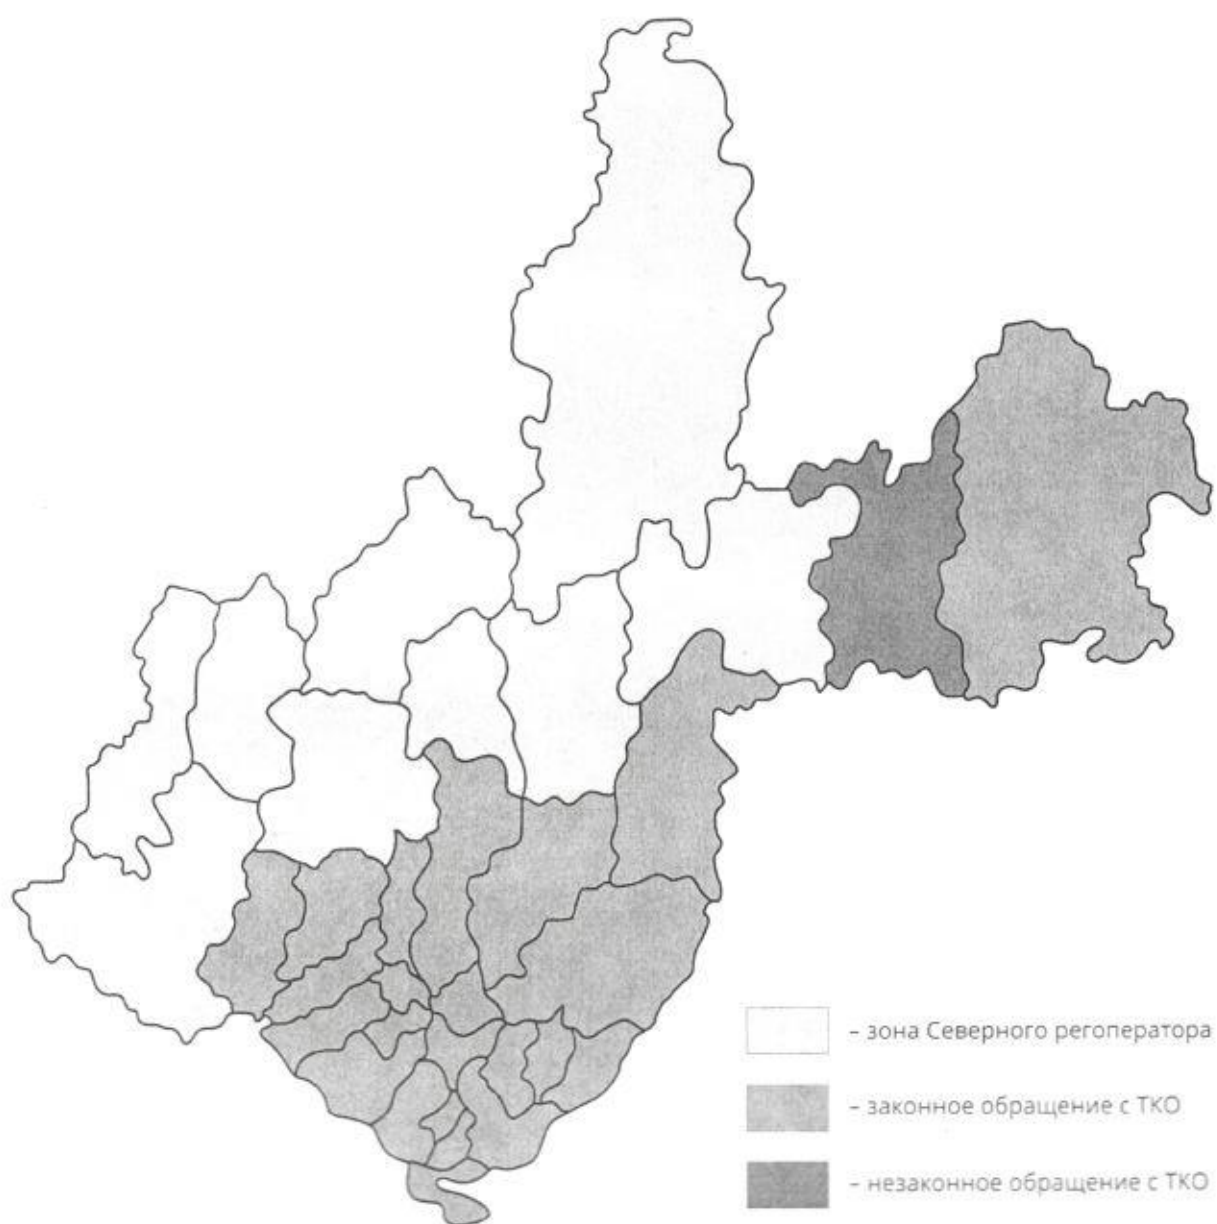 – зона Северного регоператора
– законное обращение с ТКО
– незаконное обращение с ТКО